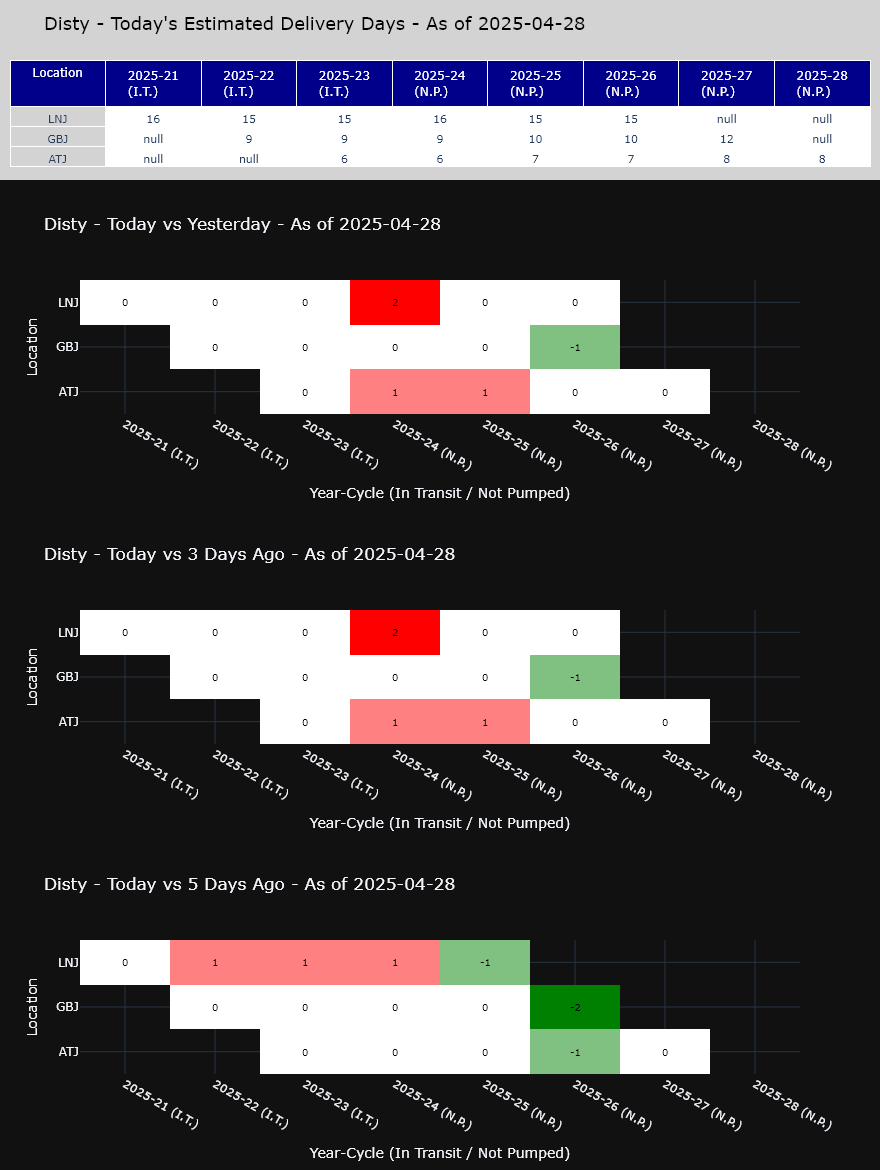 Disty - Today's Estimated Delivery Days - As of 2025-04-28
Location 2025-21 (I.T.) 2025-22 (I.T.) 2025-23 (I.T.) 2025-24 (N.P.) 2025-25 (N.P.) 2025-26 (N.P.) 2025-27 (N.P.) 2025-28 (N.P.)
LNJ 16 15 15 16 15 15 null null
GBJ null 9 9 9 10 10 12 null
ATJ null null 6 6 7 7 8 8
Disty - Today vs Yesterday - As of 2025-04-28
Location
LNJ 0 0 0 2 0 0
GBJ 0 0 0 0 -1
ATJ 0 1 1 0 0
2025-21 (I.T.) 2025-22 (I.T.) 2025-23 (I.T.) 2025-24 (N.P.) 2025-25 (N.P.) 2025-26 (N.P.) 2025-27 (N.P.) 2025-28 (N.P.)
Year-Cycle (In Transit / Not Pumped)
Disty - Today vs 3 Days Ago - As of 2025-04-28
Location
LNJ 0 0 0 2 0 0
GBJ 0 0 0 0 -1
ATJ 0 1 1 0 0
2025-21 (I.T.) 2025-22 (I.T.) 2025-23 (I.T.) 2025-24 (N.P.) 2025-25 (N.P.) 2025-26 (N.P.) 2025-27 (N.P.) 2025-28 (N.P.)
Year-Cycle (In Transit / Not Pumped)
Disty - Today vs 5 Days Ago - As of 2025-04-28
Location
LNJ 0 1 1 1 -1
GBJ 0 0 0 0 -2
ATJ 0 0 0 -1 0
2025-21 (I.T.) 2025-22 (I.T.) 2025-23 (I.T.) 2025-24 (N.P.) 2025-25 (N.P.) 2025-26 (N.P.) 2025-27 (N.P.) 2025-28 (N.P.)
Year-Cycle (In Transit / Not Pumped)